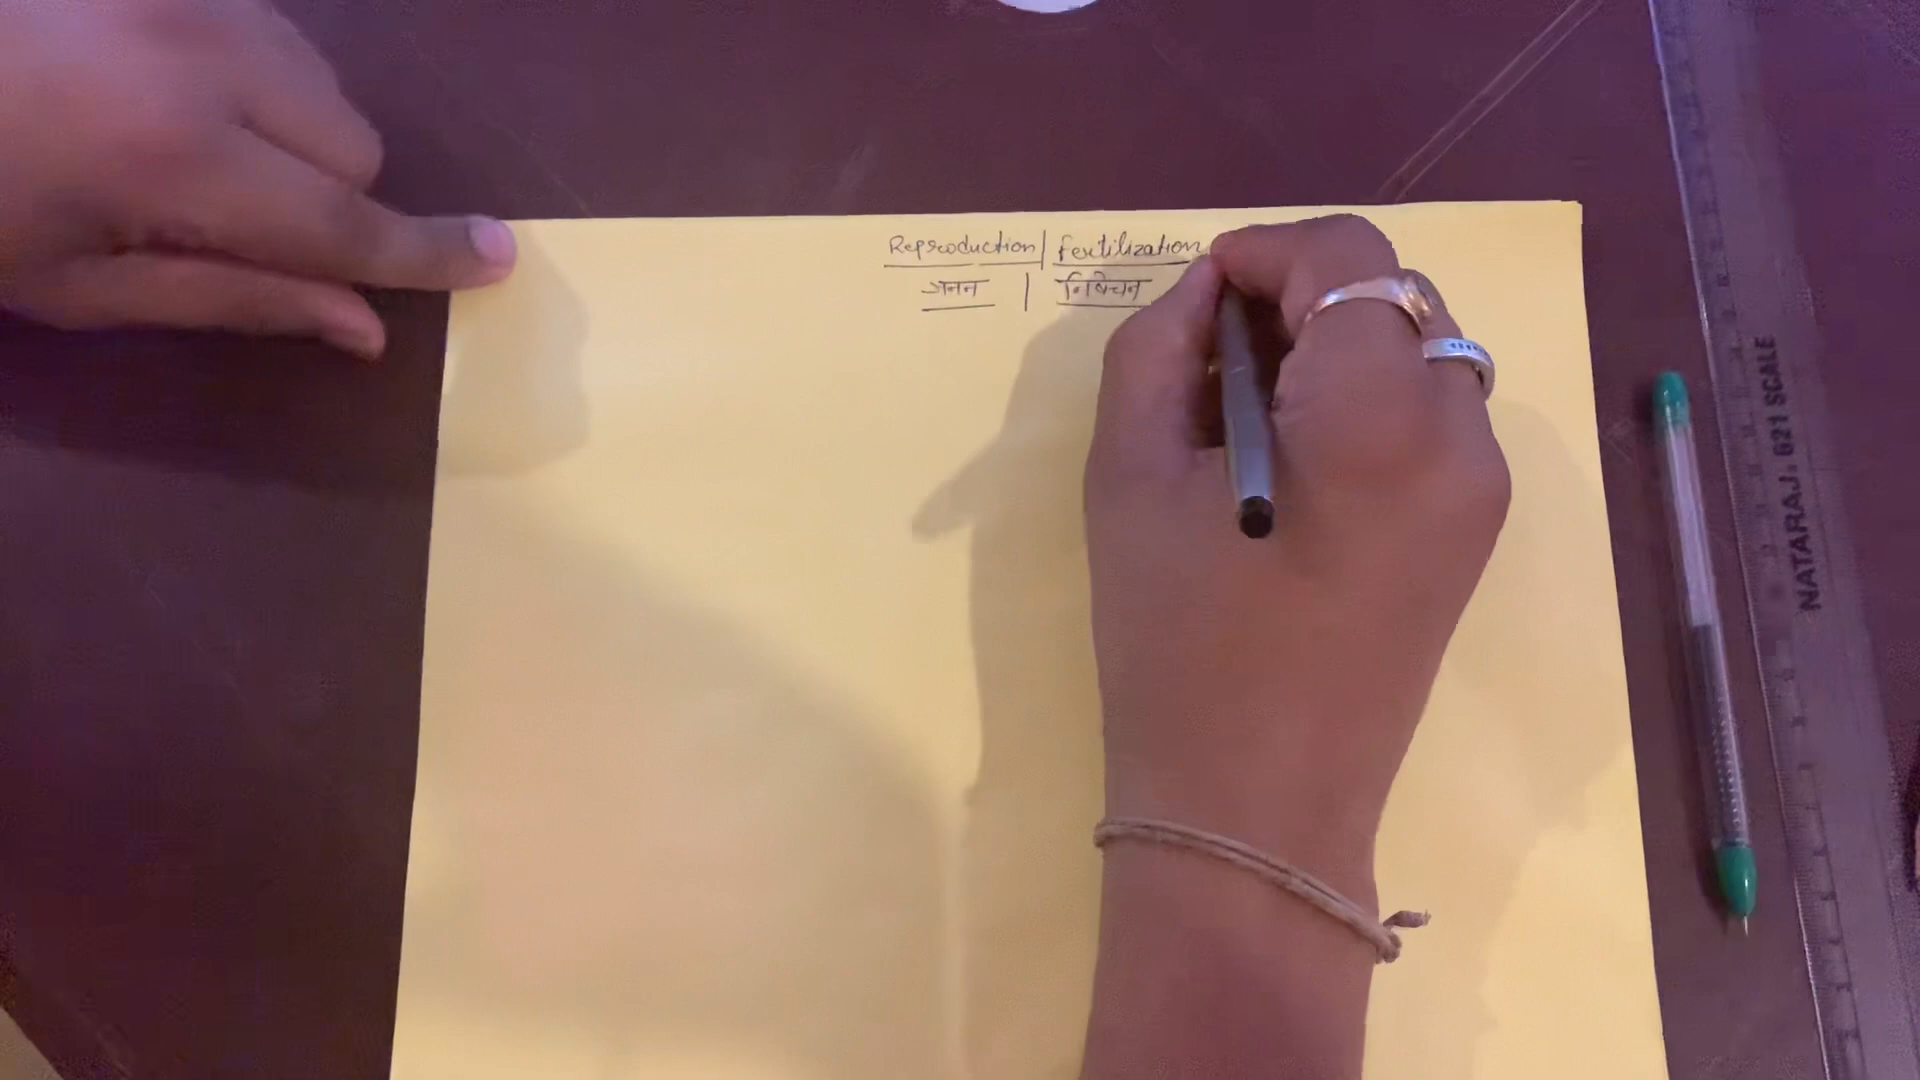 Reproduction | Fertilization
जनन | निषेचन
NATARAJ. 621 SCALE